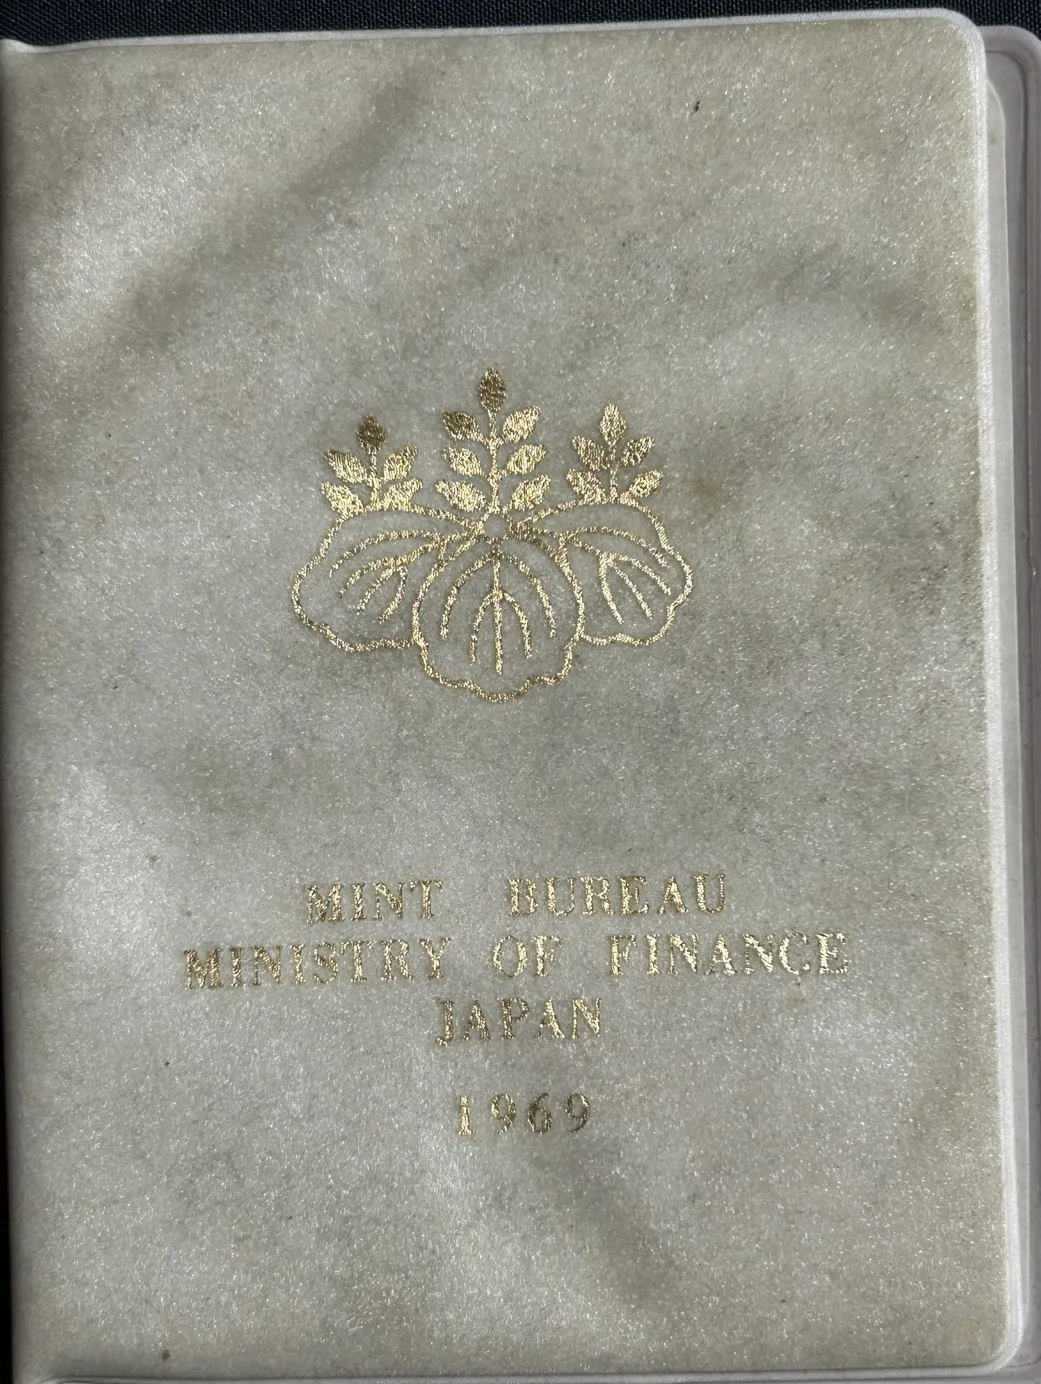 MINT BUREAU
MINISTRY OF FINANCE
JAPAN
1969